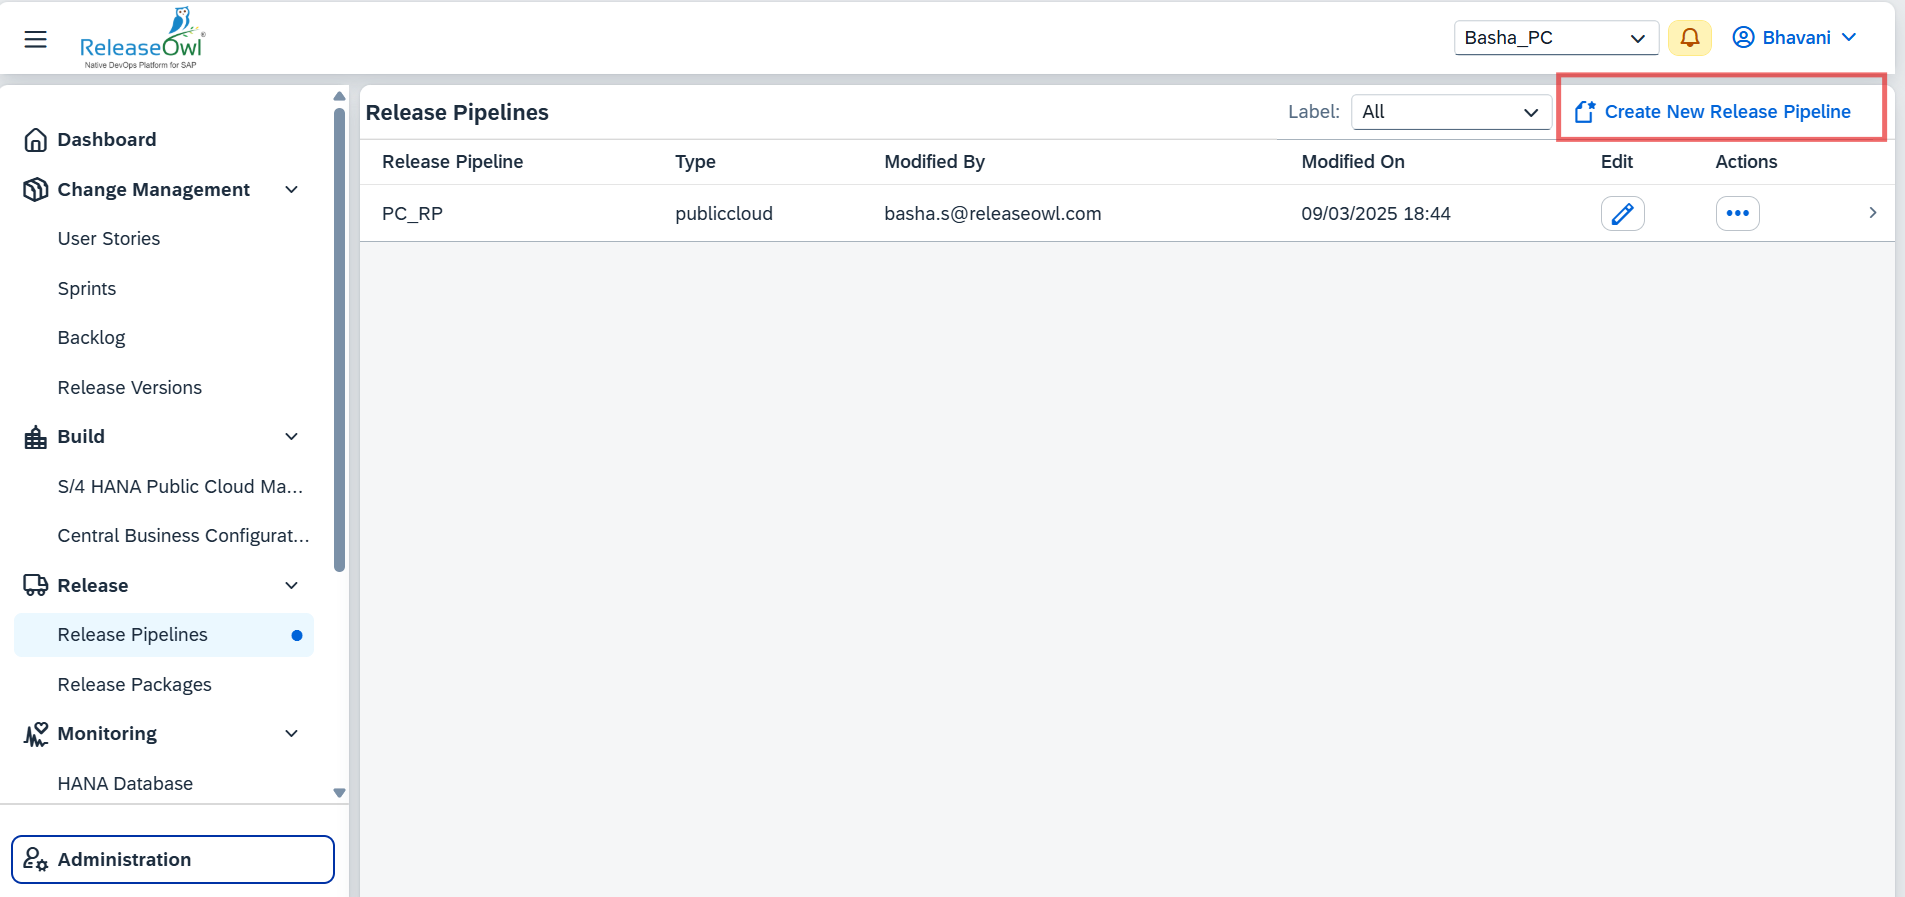 ReleaseOwl®
Native DevOps Platform for SAP
Basha_PC
Bhavani
Dashboard
Change Management
User Stories
Sprints
Backlog
Release Versions
Build
S/4 HANA Public Cloud Ma...
Central Business Configurat...
Release
Release Pipelines
Release Packages
Monitoring
HANA Database
Administration
Release Pipelines
Label: All
Create New Release Pipeline
Release Pipeline Type Modified By Modified On Edit Actions
PC_RP publiccloud basha.s@releaseowl.com 09/03/2025 18:44